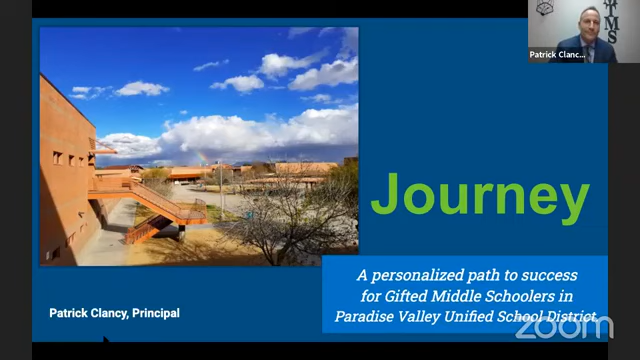 TMS
Patrick Clanc...
Journey
A personalized path to success
for Gifted Middle Schoolers in
Paradise Valley Unified School District
Patrick Clancy, Principal
zoom